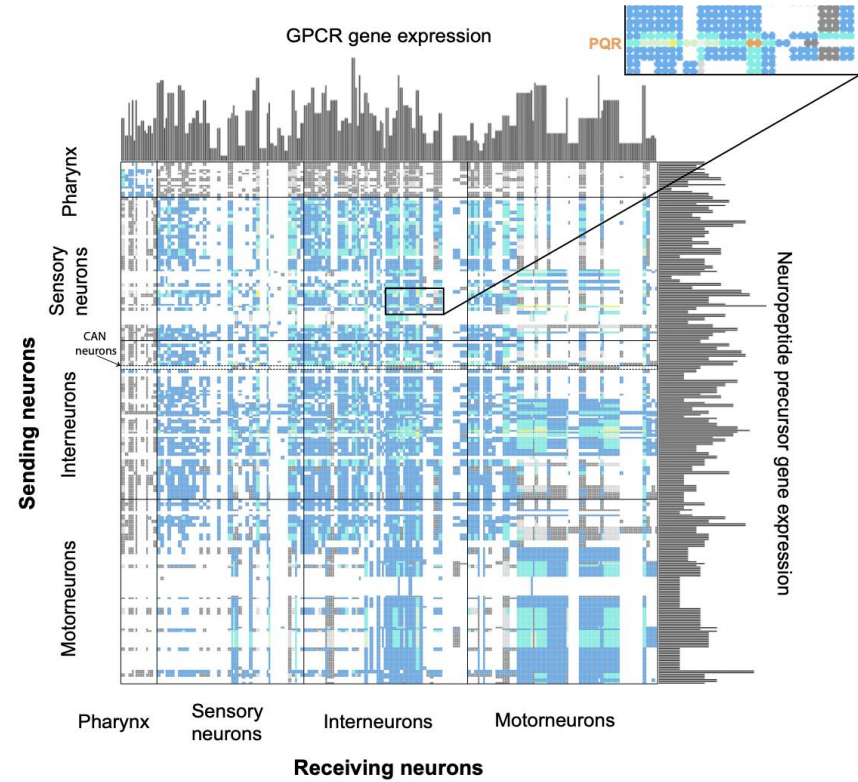 GPCR gene expression
PQR
Pharynx
Sensory
neurons
CAN
neurons
Interneurons
Motorneurons
Sending neurons
Neuropeptide precursor gene expression
Pharynx
Sensory
neurons
Interneurons
Motorneurons
Receiving neurons